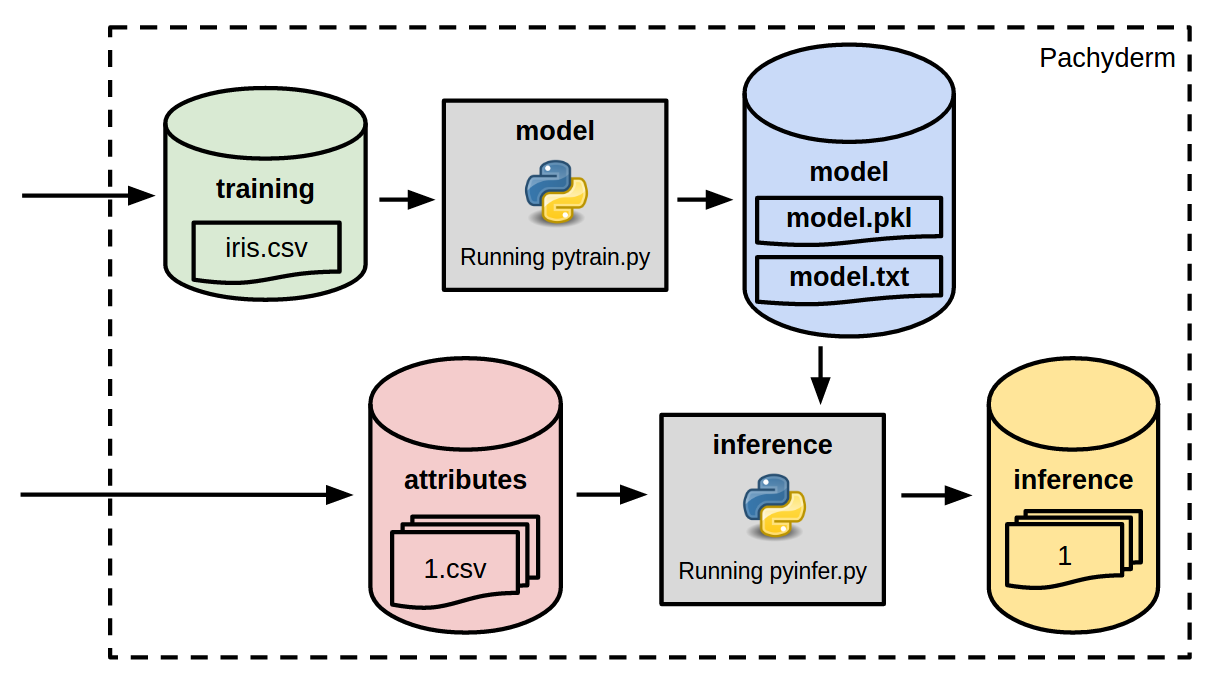 Pachyderm
training
iris.csv
model
Running pytrain.py
model
model.pkl
model.txt
attributes
1.csv
inference
Running pyinfer.py
inference
1